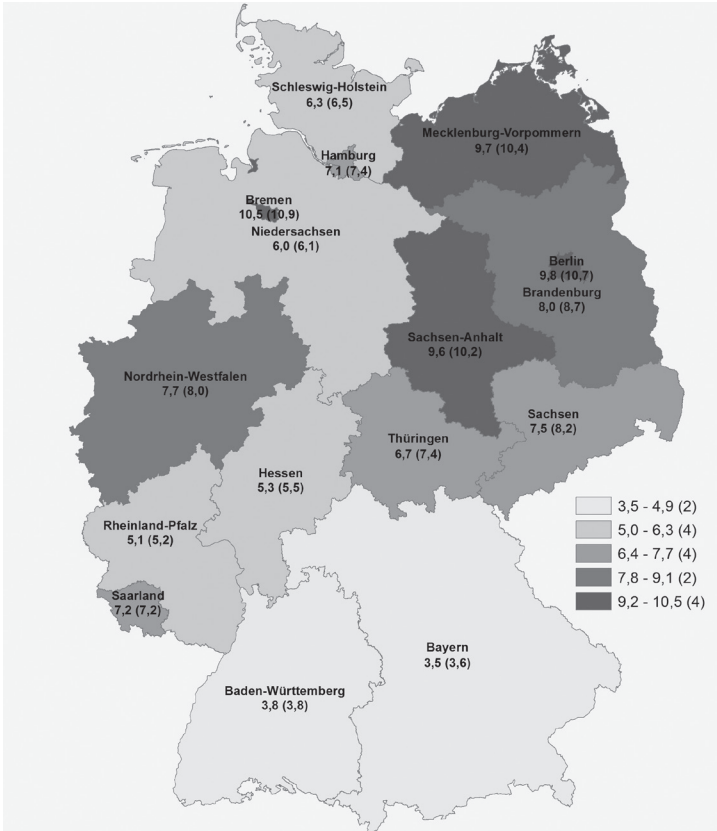 Schleswig-Holstein
6,3 (6,5)
Mecklenburg-Vorpommern
9,7 (10,4)
Hamburg
7,1 (7,4)
Bremen
10,5 (10,9)
Niedersachsen
6,0 (6,1)
Berlin
9,8 (10,7)
Brandenburg
8,0 (8,7)
Sachsen-Anhalt
9,6 (10,2)
Nordrhein-Westfalen
7,7 (8,0)
Sachsen
7,5 (8,2)
Thüringen
6,7 (7,4)
Hessen
5,3 (5,5)
Rheinland-Pfalz
5,1 (5,2)
Saarland
7,2 (7,2)
Bayern
3,5 (3,6)
Baden-Württemberg
3,8 (3,8)
3,5 - 4,9 (2)
5,0 - 6,3 (4)
6,4 - 7,7 (4)
7,8 - 9,1 (2)
9,2 - 10,5 (4)